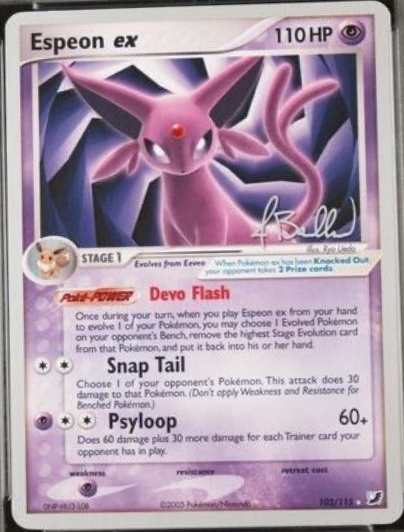 Espeon ex 110 HP
Illus. Ryo Ueda
STAGE 1 Evolves from Eevee When Pokémon-ex has been Knocked Out
your opponent takes 2 Prize cards.
Poké-POWER Devo Flash
Once during your turn, when you play Espeon ex from your hand
to evolve 1 of your Pokémon, you may choose 1 Evolved Pokémon
on your opponent's Bench, remove the highest Stage Evolution card
from that Pokémon, and put it back into his or her hand.
Snap Tail
Choose 1 of your opponent's Pokémon. This attack does 30
damage to that Pokémon. (Don't apply Weakness and Resistance for
Benched Pokémon.)
Psyloop 60+
Does 60 damage plus 30 more damage for each Trainer card your
opponent has in play.
weakness resistance retreat cost
©2005 Pokémon/Nintendo 102/115